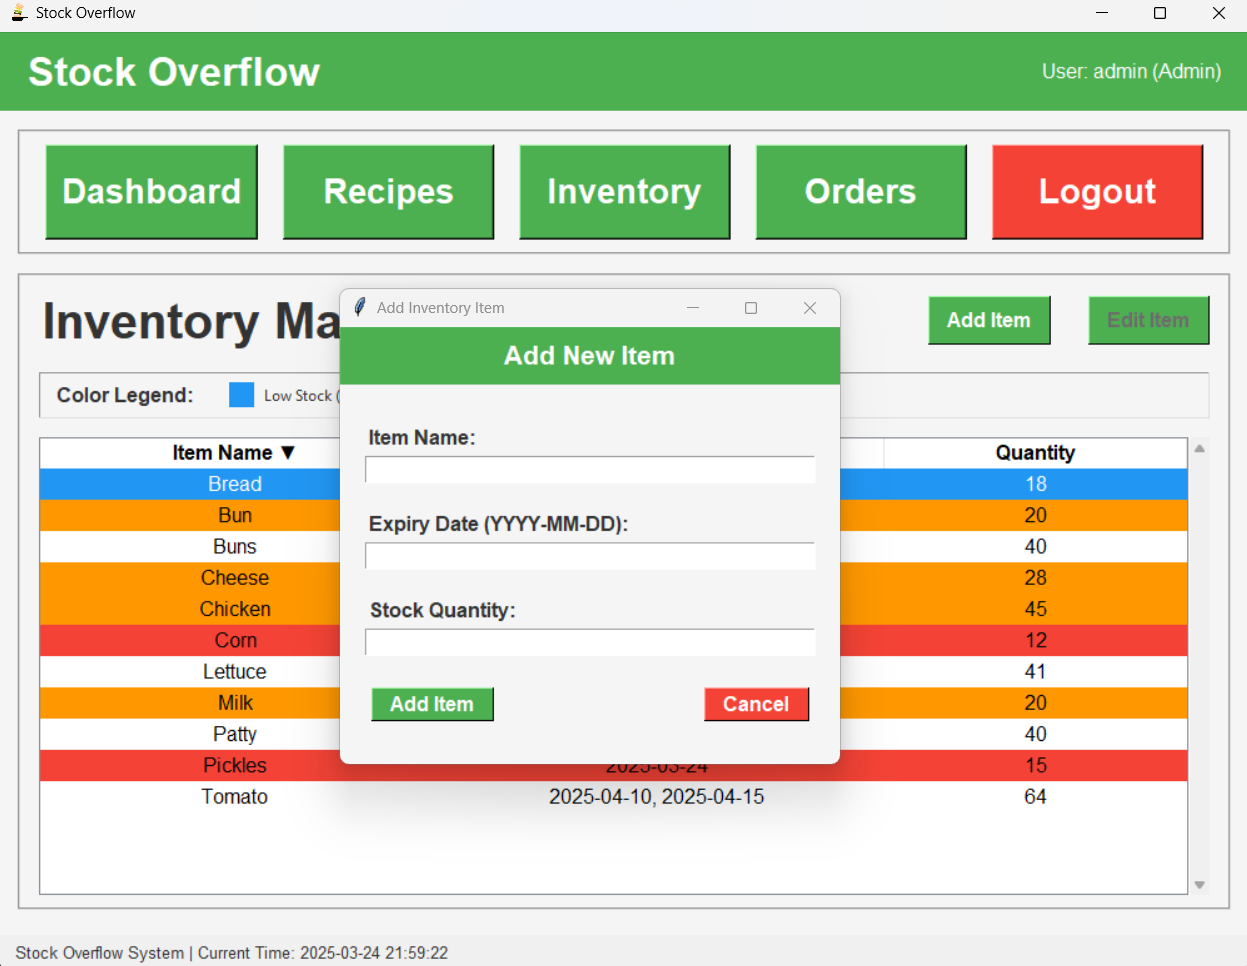 Stock Overflow
Stock Overflow
User: admin (Admin)
Dashboard
Recipes
Inventory
Orders
Logout
Inventory Ma
Add Item
Edit Item
Color Legend:
Low Stock (
Add Inventory Item
Add New Item
Item Name:
Expiry Date (YYYY-MM-DD):
Stock Quantity:
Add Item
Cancel
Item Name ▼ Quantity
Bread 18
Bun 20
Buns 40
Cheese 28
Chicken 45
Corn 12
Lettuce 41
Milk 20
Patty 40
Pickles 2025-03-24 15
Tomato 2025-04-10, 2025-04-15 64
Stock Overflow System | Current Time: 2025-03-24 21:59:22